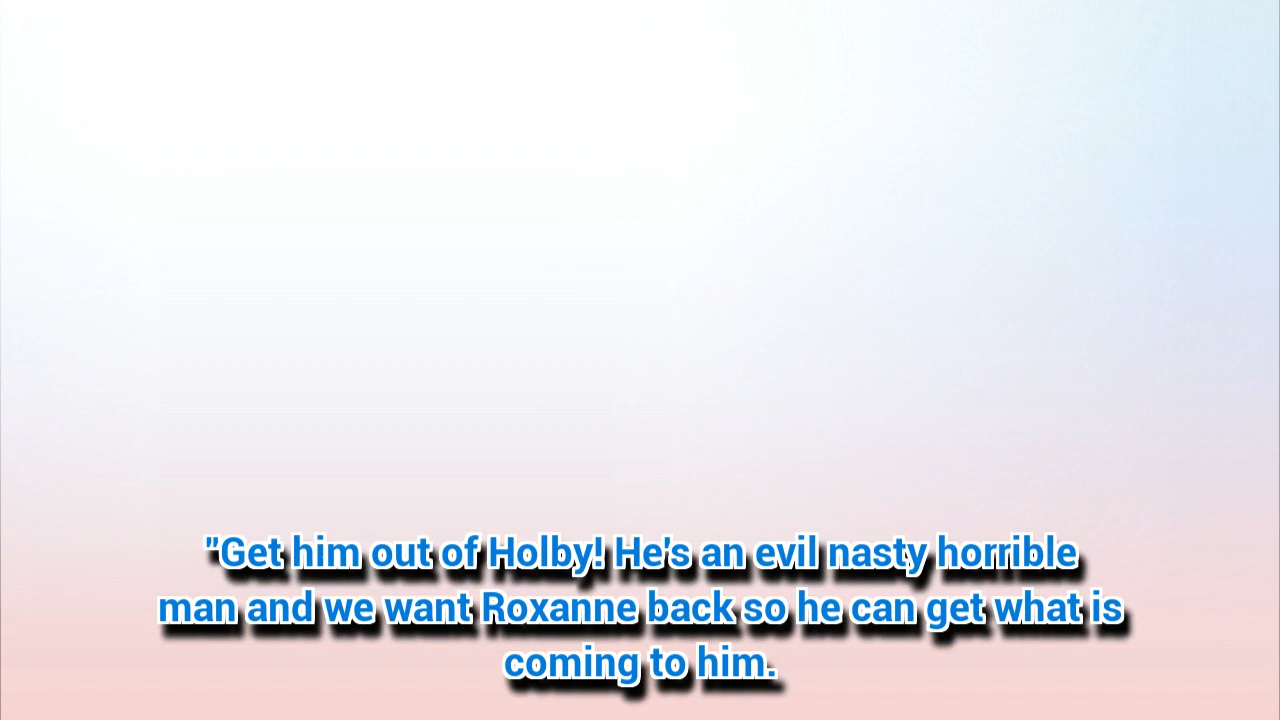 "Get him out of Holby! He's an evil nasty horrible
man and we want Roxanne back so he can get what is
coming to him.